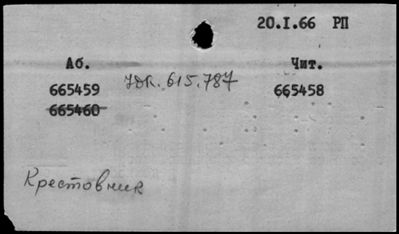 20.I.66 РП
Аб. Чит.
665459 УДК. 615.787 665458
665460
Крестовник